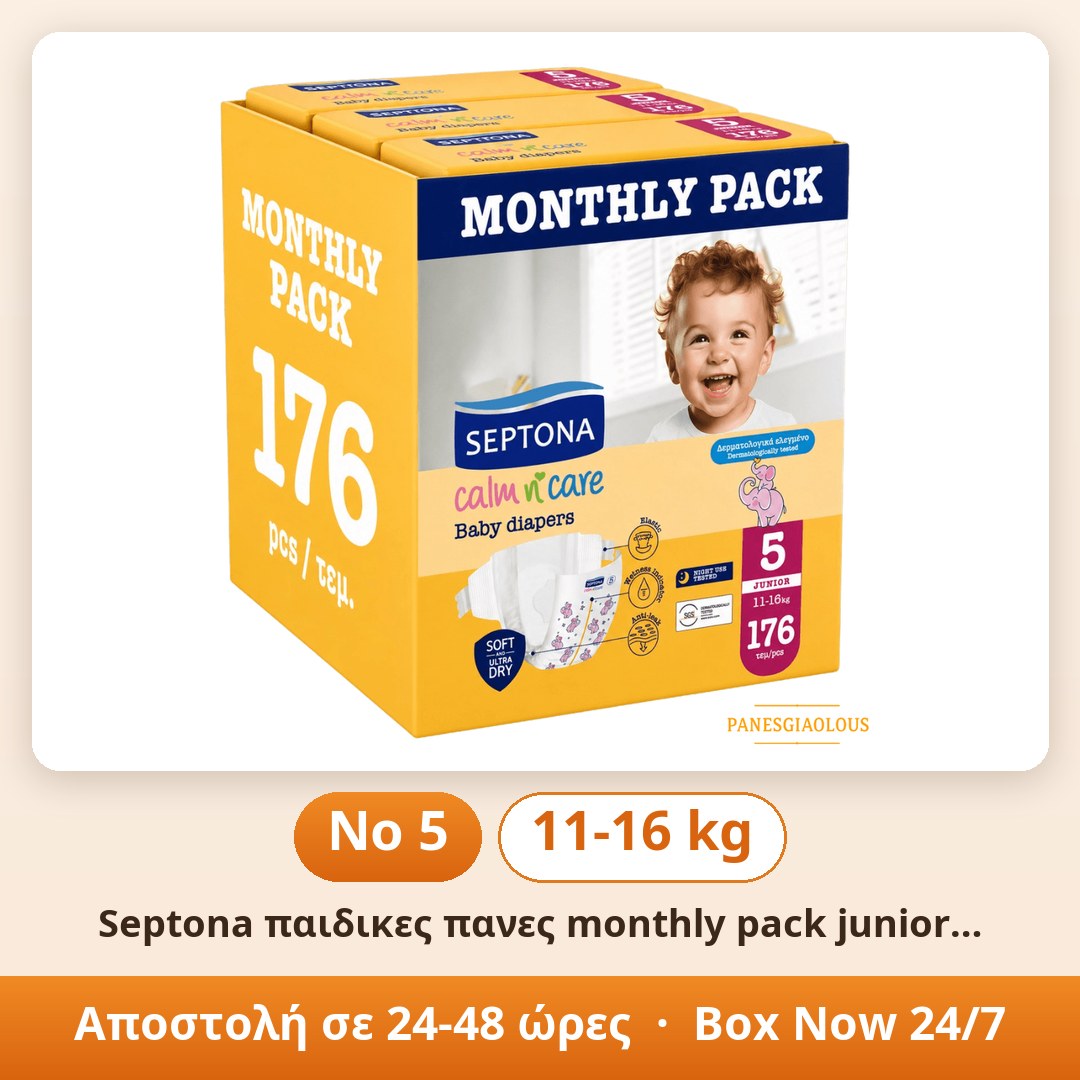 SEPTONA
calm n care
Baby diapers
5
176
SEPTONA
calm n care
Baby diapers
5
176
SEPTONA
calm n care
Baby diapers
5
176
MONTHLY PACK
MONTHLY
PACK
176
pcs / τεμ.
SEPTONA
calm n' care
Baby diapers
Δερματολογικά ελεγμένο
Dermatologically tested
Elastic
Wetness indicator
Anti-leak
NIGHT USE
TESTED
SGS
DERMATOLOGICALLY
TESTED
5
JUNIOR
11-16kg
176
τεμ/pcs
SOFT
AND
ULTRA
DRY
SEPTONA
PANESGIAOLOUS
No 5
11-16 kg
Septona παιδικες πανες monthly pack junior...
Αποστολή σε 24-48 ώρες · Box Now 24/7